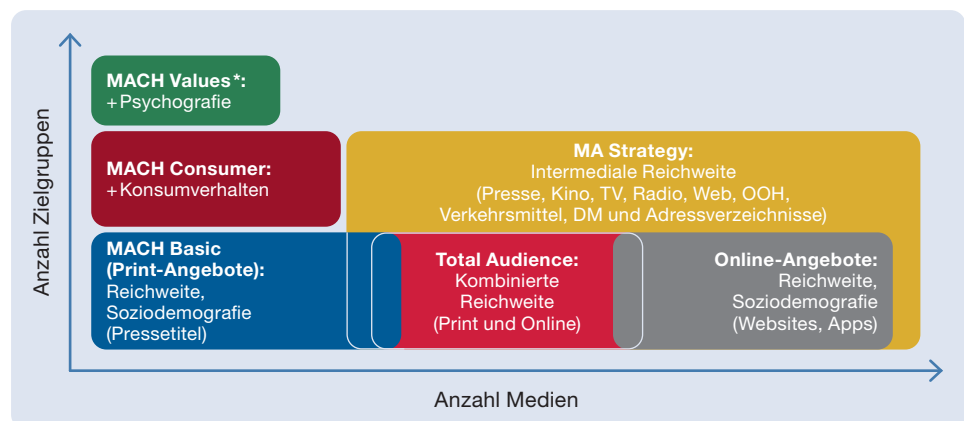 Anzahl Zielgruppen
MACH Values*:
+Psychografie
MACH Consumer:
+Konsumverhalten
MA Strategy:
Intermediale Reichweite
(Presse, Kino, TV, Radio, Web, OOH,
Verkehrsmittel, DM und Adressverzeichnisse)
MACH Basic
(Print-Angebote):
Reichweite,
Soziodemografie
(Pressetitel)
Total Audience:
Kombinierte
Reichweite
(Print und Online)
Online-Angebote:
Reichweite,
Soziodemografie
(Websites, Apps)
Anzahl Medien